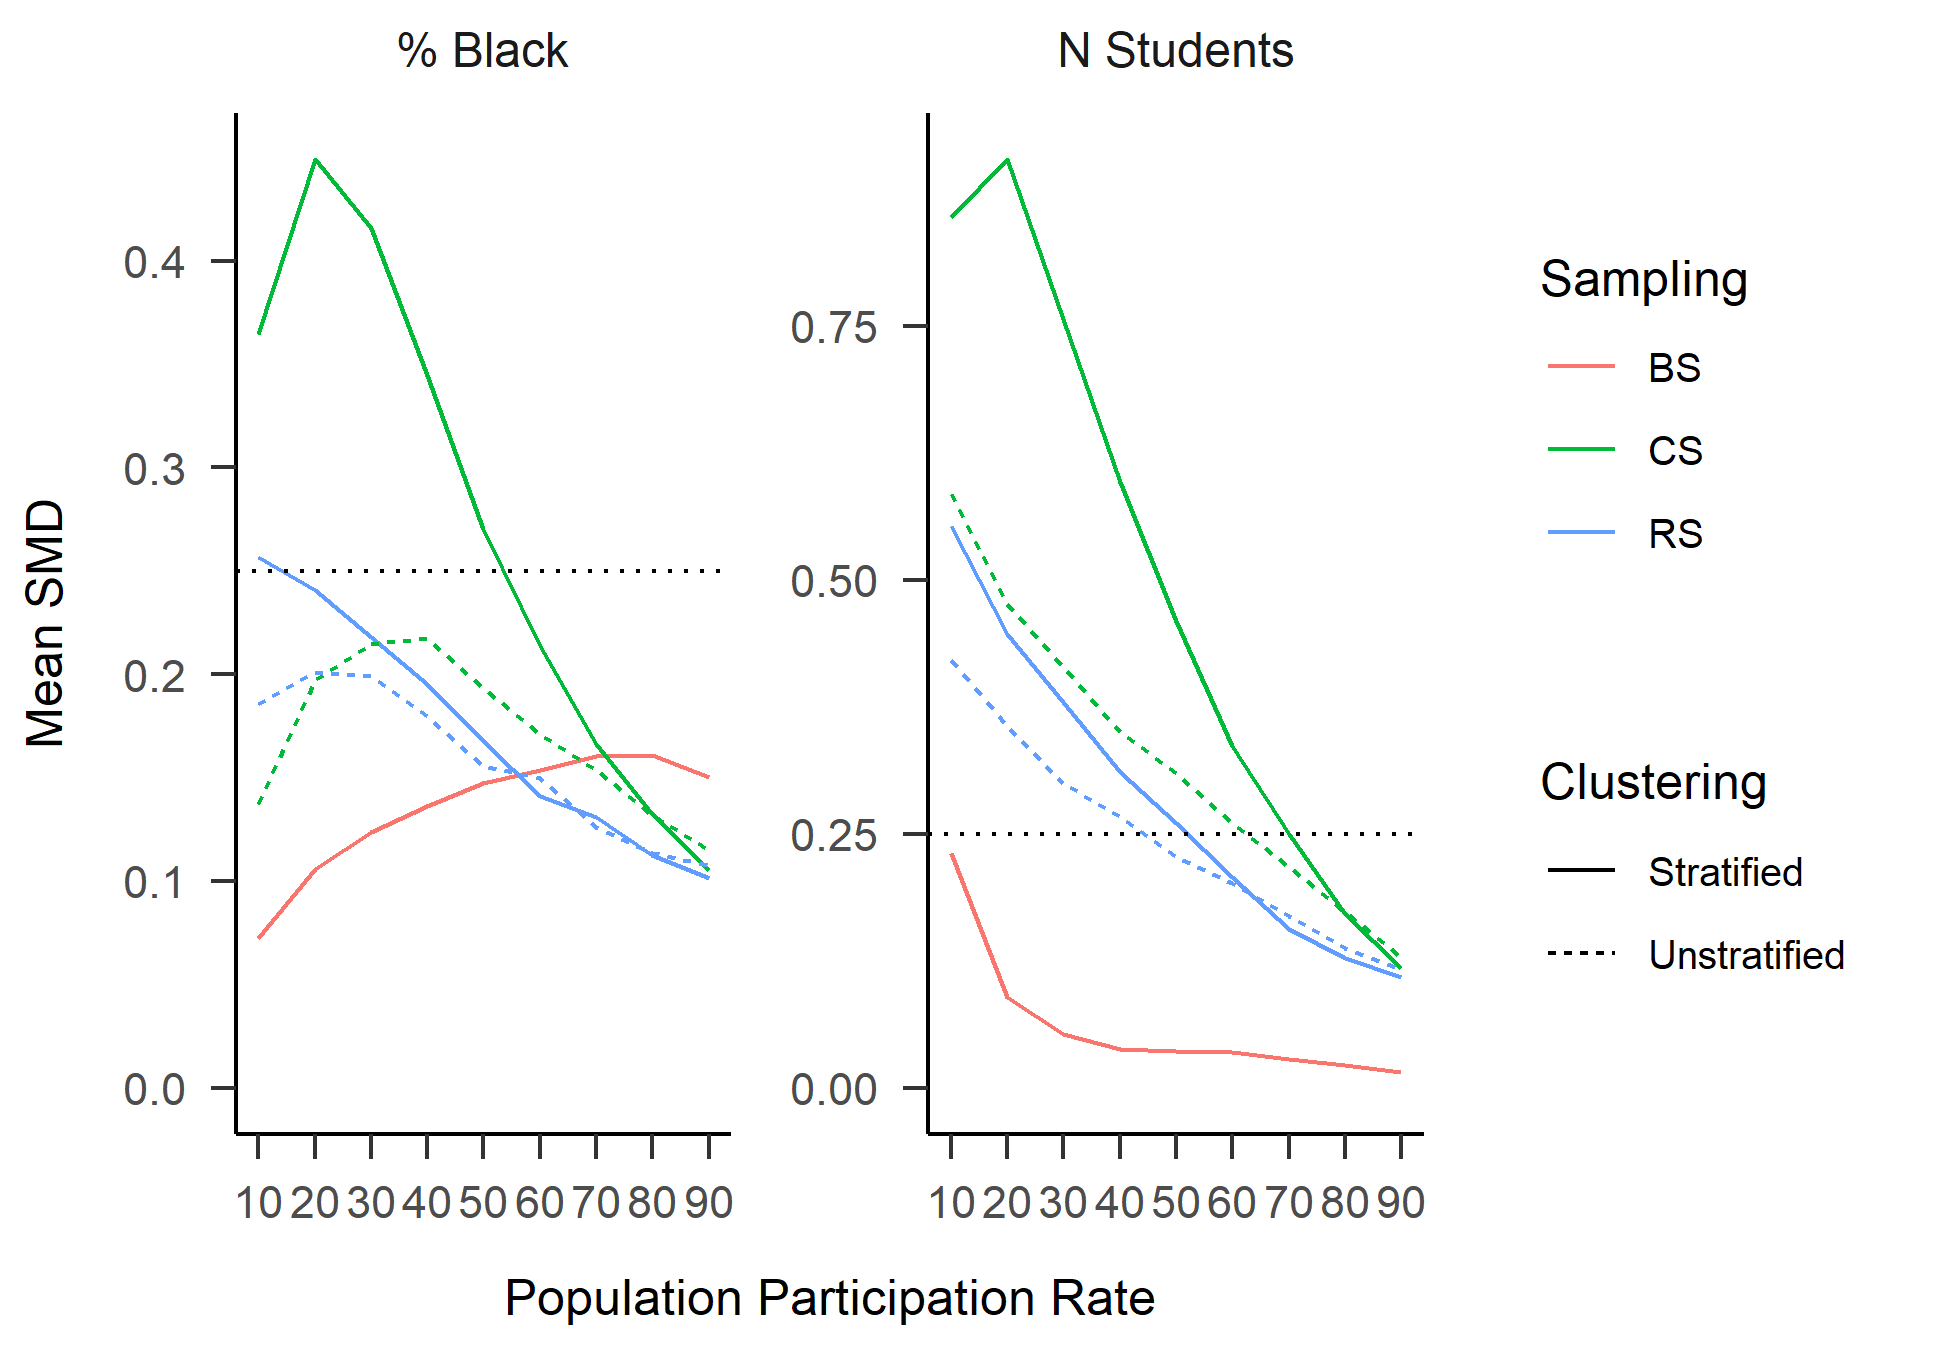 % Black
N Students
Mean SMD
0.4
0.3
0.2
0.1
0.0
10 20 30 40 50 60 70 80 90
0.75
0.50
0.25
0.00
10 20 30 40 50 60 70 80 90
Population Participation Rate
Sampling
BS
CS
RS
Clustering
Stratified
Unstratified